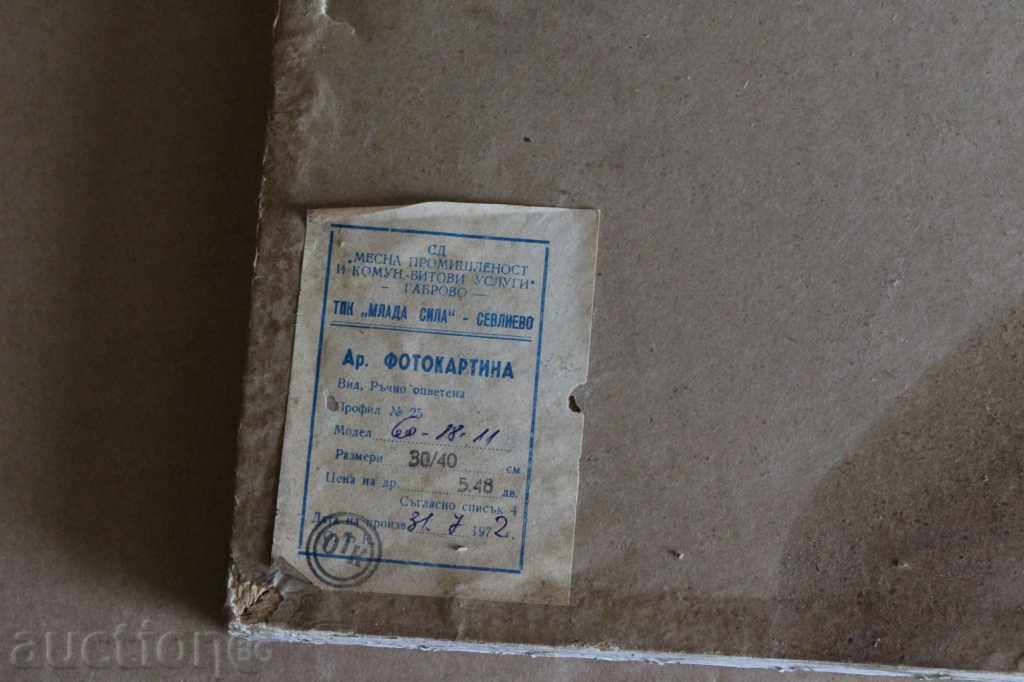 СД
„МЕСНА ПРОМИШЛЕНОСТ
И КОМУН.-БИТОВИ УСЛУГИ“
- ГАБРОВО -
ТПК „МЛАДА СИЛА“ - СЕВЛИЕВО
Ар. ФОТОКАРТИНА
Вид. Ръчно оцветена
Профил № 25
Модел 60-18-11
Размери 30/40 см
Цена на др. 5.48 лв.
Съгласно списък 4
Дата на произв. 31. 7 1972 г.
ОТК
auction.BG